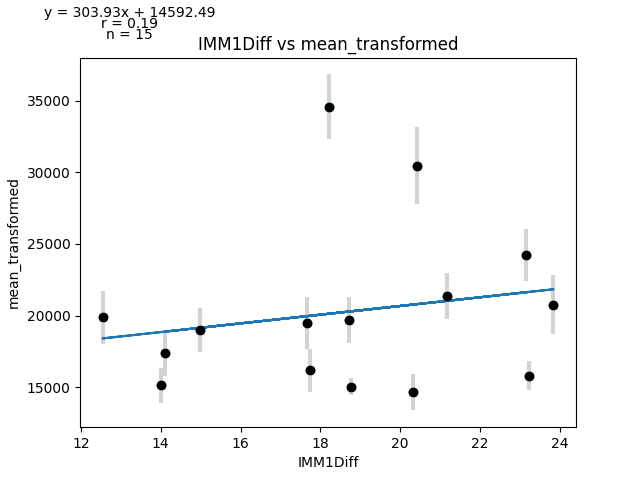 y = 303.93x + 14592.49
r = 0.19
n = 15
IMM1Diff vs mean_transformed
mean_transformed
35000
30000
25000
20000
15000
12 14 16 18 20 22 24
IMM1Diff